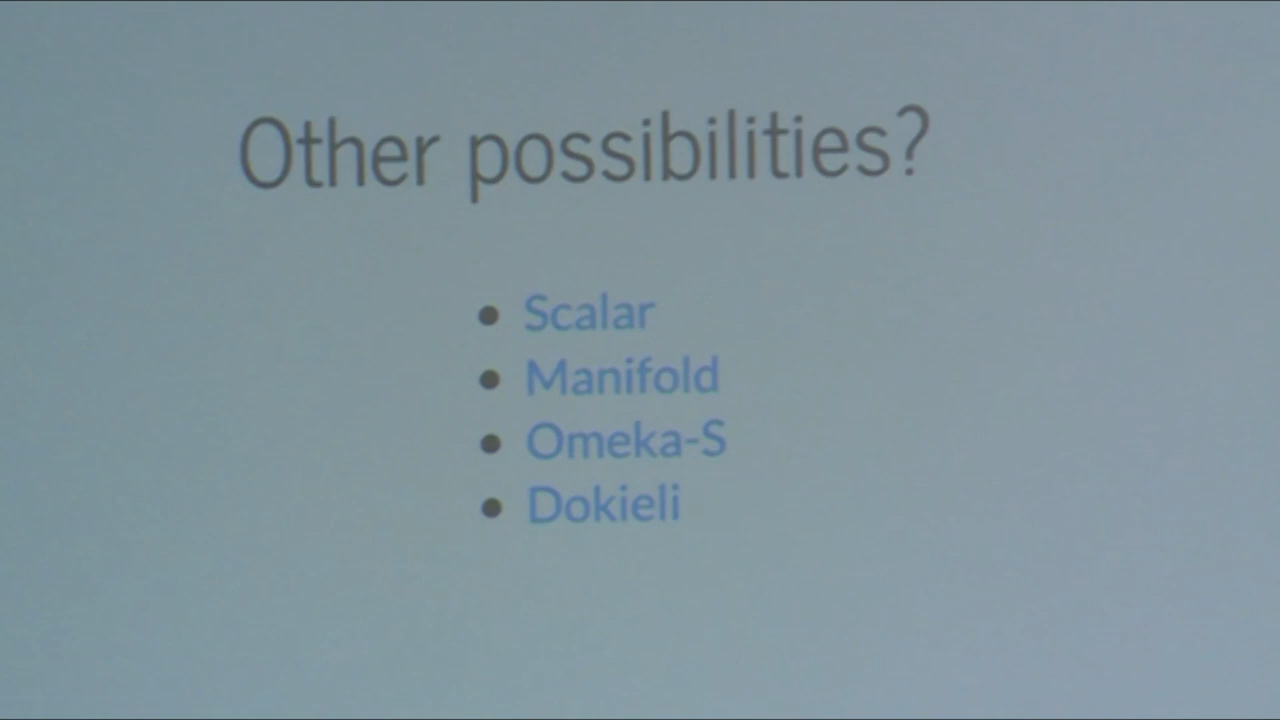 Other possibilities?
• Scalar
• Manifold
• Omeka-S
• Dokieli